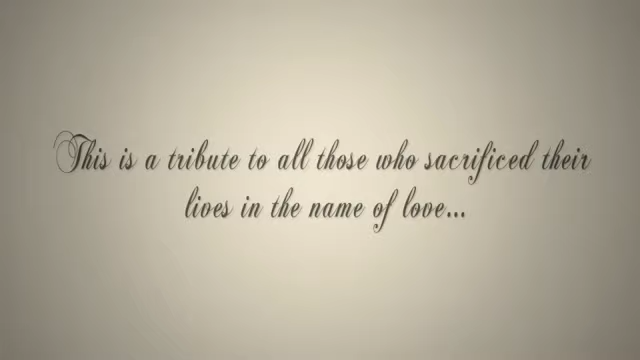 This is a tribute to all those who sacrificed their
lives in the name of love...